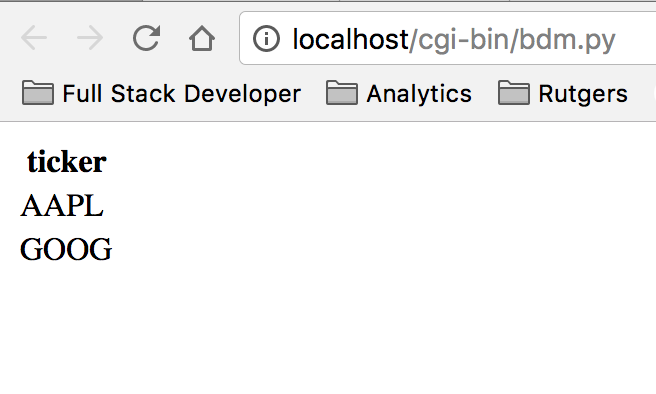 localhost/cgi-bin/bdm.py
Full Stack Developer Analytics Rutgers
ticker
AAPL
GOOG